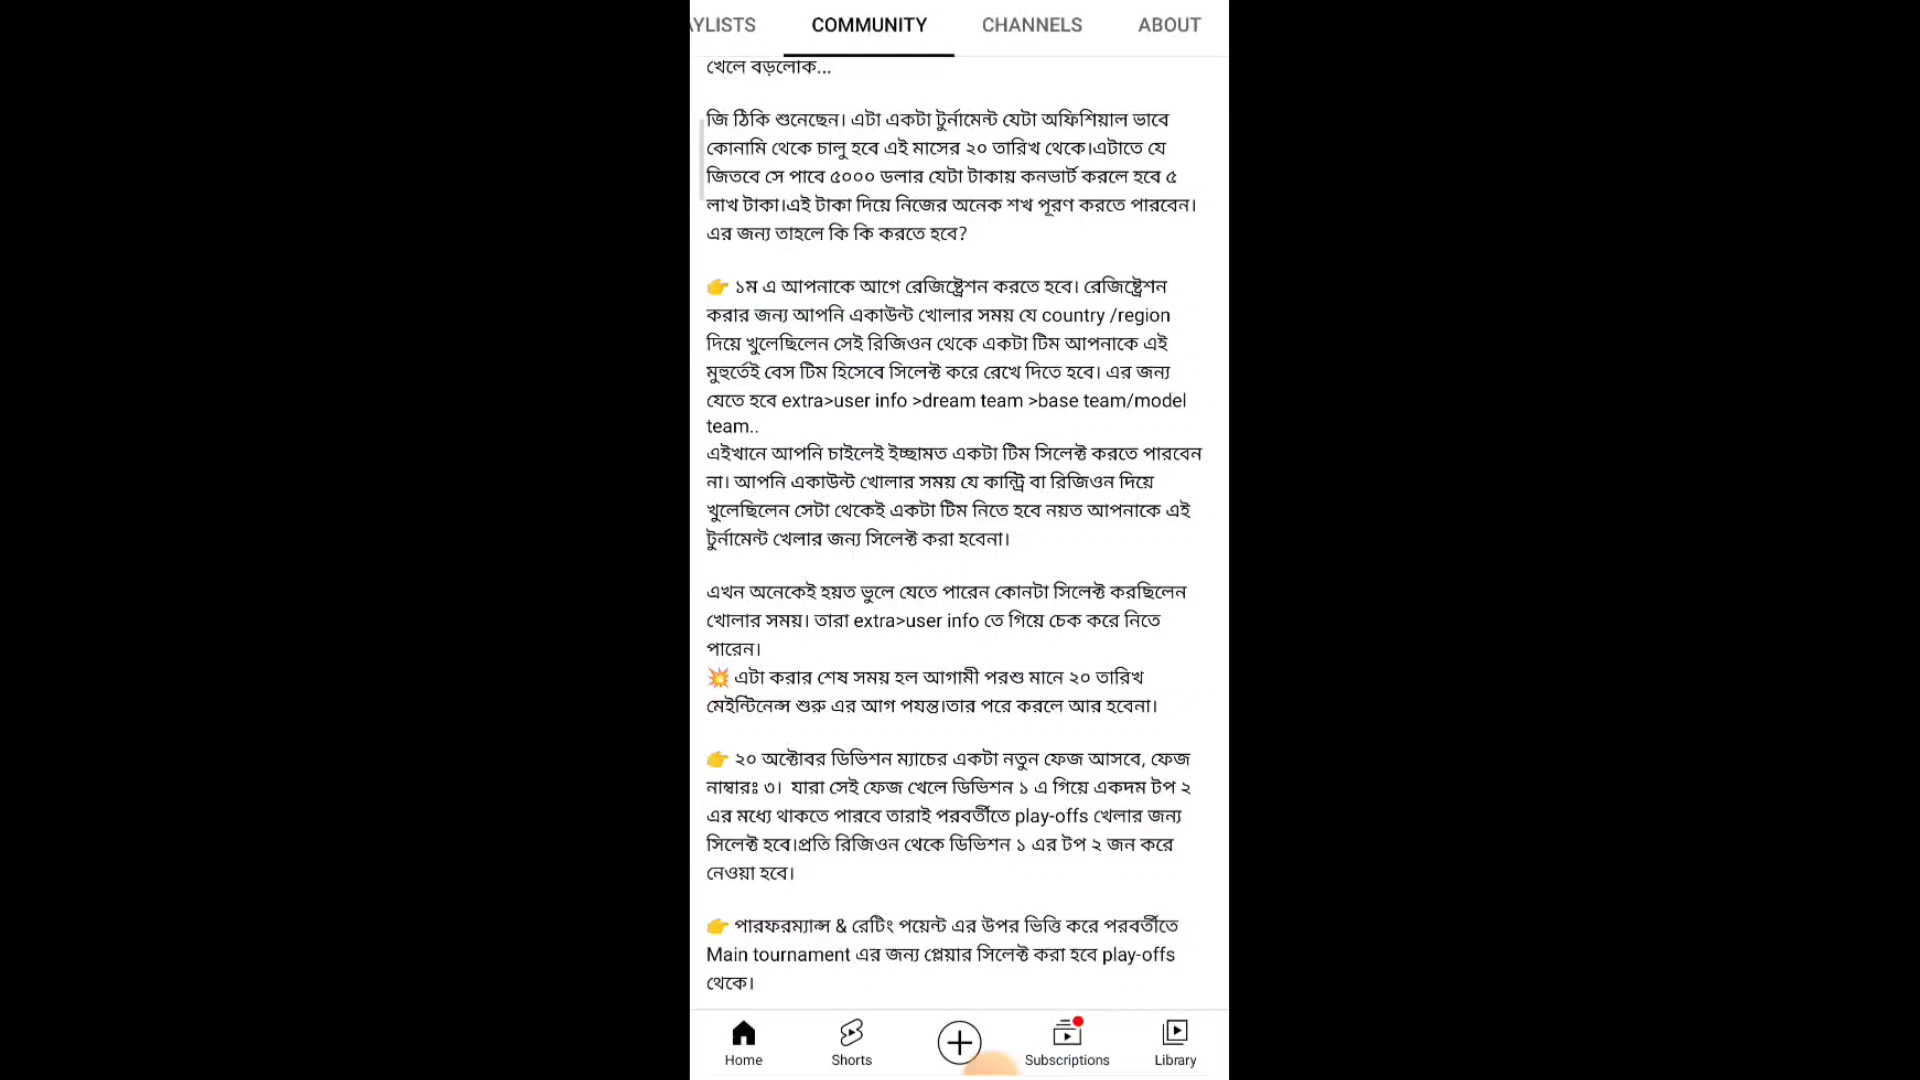 AYLISTS COMMUNITY CHANNELS ABOUT
খেলে বড়লোক...
জি ঠিকি শুনেছেন। এটা একটা টুর্নামেন্ট যেটা অফিশিয়াল ভাবে
কোনামি থেকে চালু হবে এই মাসের ২০ তারিখ থেকে।এটাতে যে
জিতবে সে পাবে ৫০০০ ডলার যেটা টাকায় কনভার্ট করলে হবে ৫
লাখ টাকা।এই টাকা দিয়ে নিজের অনেক শখ পূরণ করতে পারবেন।
এর জন্য তাহলে কি কি করতে হবে?
👉 ১ম এ আপনাকে আগে রেজিষ্ট্রেশন করতে হবে। রেজিষ্ট্রেশন
করার জন্য আপনি একাউন্ট খোলার সময় যে country /region
দিয়ে খুলেছিলেন সেই রিজিওন থেকে একটা টিম আপনাকে এই
মুহুর্তেই বেস টিম হিসেবে সিলেক্ট করে রেখে দিতে হবে। এর জন্য
যেতে হবে extra>user info >dream team >base team/model
team..
এইখানে আপনি চাইলেই ইচ্ছামত একটা টিম সিলেক্ট করতে পারবেন
না। আপনি একাউন্ট খোলার সময় যে কান্ট্রি বা রিজিওন দিয়ে
খুলেছিলেন সেটা থেকেই একটা টিম নিতে হবে নয়ত আপনাকে এই
টুর্নামেন্ট খেলার জন্য সিলেক্ট করা হবেনা।
এখন অনেকেই হয়ত ভুলে যেতে পারেন কোনটা সিলেক্ট করছিলেন
খোলার সময়। তারা extra>user info তে গিয়ে চেক করে নিতে
পারেন।
💥 এটা করার শেষ সময় হল আগামী পরশু মানে ২০ তারিখ
মেইন্টিনেন্স শুরু এর আগ পযন্ত।তার পরে করলে আর হবেনা।
👉 ২০ অক্টোবর ডিভিশন ম্যাচের একটা নতুন ফেজ আসবে, ফেজ
নাম্বারঃ ৩। যারা সেই ফেজ খেলে ডিভিশন ১ এ গিয়ে একদম টপ ২
এর মধ্যে থাকতে পারবে তারাই পরবর্তীতে play-offs খেলার জন্য
সিলেক্ট হবে।প্রতি রিজিওন থেকে ডিভিশন ১ এর টপ ২ জন করে
নেওয়া হবে।
👉 পারফরম্যান্স & রেটিং পয়েন্ট এর উপর ভিত্তি করে পরবর্তীতে
Main tournament এর জন্য প্লেয়ার সিলেক্ট করা হবে play-offs
থেকে।
Home Shorts Subscriptions Library